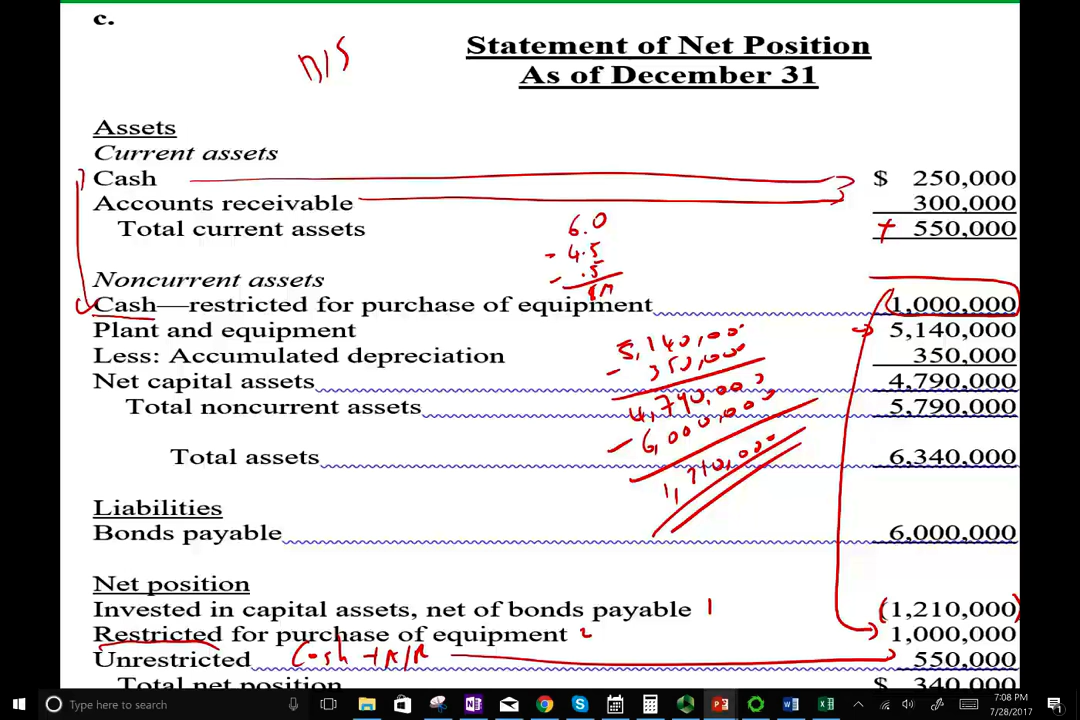 c.
B/S
Statement of Net Position
As of December 31
Assets
Current assets
Cash $ 250,000
Accounts receivable 300,000
Total current assets + 550,000
6.0
- 4.5
- .5
1M
Noncurrent assets
Cash—restricted for purchase of equipment 1,000,000
Plant and equipment 5,140,000
Less: Accumulated depreciation 350,000
Net capital assets 4,790,000
Total noncurrent assets 5,790,000
5,140,000
- 350,000
4,790,000
- 6,000,000
1,210,000
Total assets 6,340,000
Liabilities
Bonds payable 6,000,000
Net position
Invested in capital assets, net of bonds payable 1 (1,210,000)
Restricted for purchase of equipment 2 1,000,000
Unrestricted Cash + A/R 550,000
Total net position $ 340,000
Type here to search
7:08 PM
7/28/2017